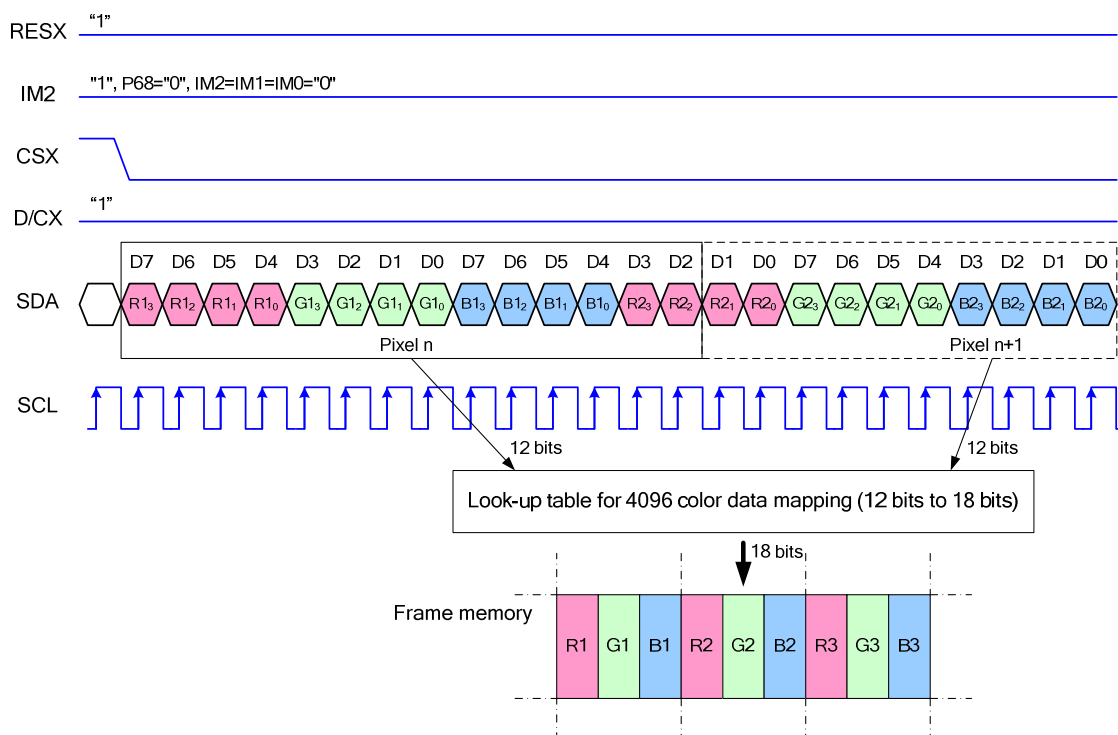 RESX “1”
IM2 "1", P68="0", IM2=IM1=IM0="0"
CSX
D/CX “1”
D7 D6 D5 D4 D3 D2 D1 D0 D7 D6 D5 D4 D3 D2 D1 D0 D7 D6 D5 D4 D3 D2 D1 D0
SDA R1₃ R1₂ R1₁ R1₀ G1₃ G1₂ G1₁ G1₀ B1₃ B1₂ B1₁ B1₀ R2₃ R2₂ R2₁ R2₀ G2₃ G2₂ G2₁ G2₀ B2₃ B2₂ B2₁ B2₀
Pixel n Pixel n+1
SCL
12 bits 12 bits
Look-up table for 4096 color data mapping (12 bits to 18 bits)
18 bits
Frame memory
R1 G1 B1 R2 G2 B2 R3 G3 B3